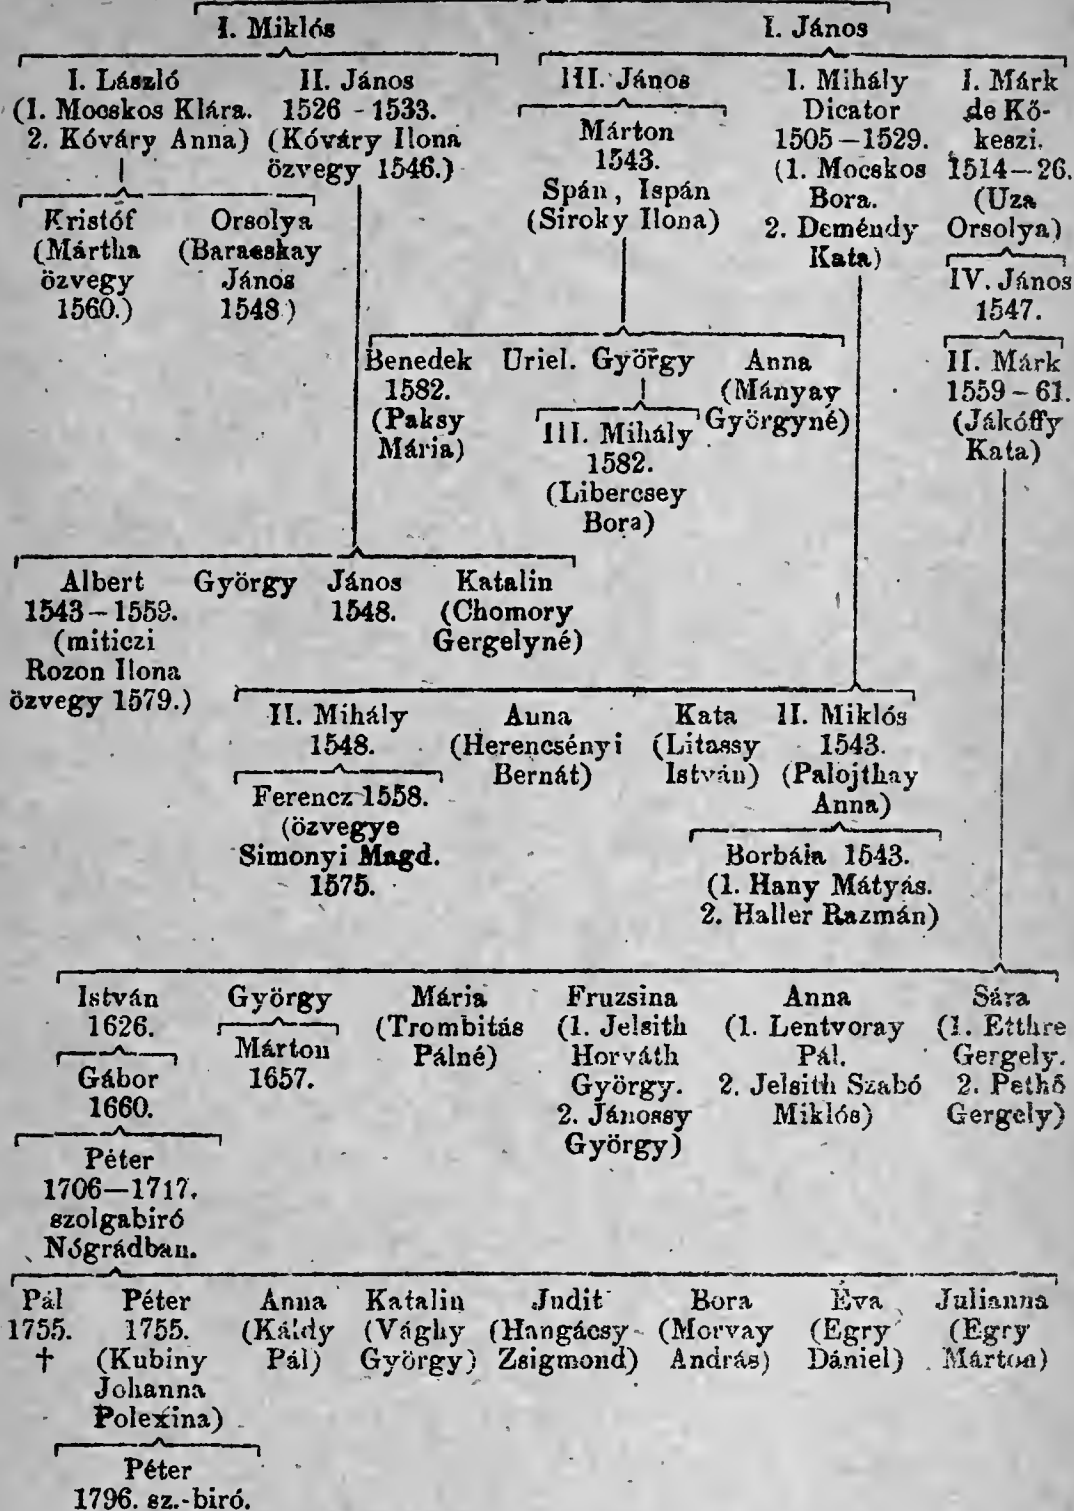 I. Miklós I. János
I. László II. János III. János I. Mihály I. Márk
(I. Mocskos Klára. 1526 - 1533. Márton Dicator de Kő-
2. Kóváry Anna) (Kóváry Ilona 1543. 1505—1529. keszi.
özvegy 1546.) Spán, Ispán (1. Mocskos 1514—26.
Kristóf Orsolya (Siroky Ilona) Bora. (Uza
(Mártha (Baracskay 2. Deméndy Orsolya)
özvegy János Kata) IV. János
1560.) 1548.) 1547.
Benedek Uriel. György Anna II. Márk
1582. (Mányay 1559 – 61.
(Paksy III. Mihály Györgyné) (Jákóffy
Mária) 1582. Kata)
(Libercsey
Bora)
Albert György János Katalin
1543 – 1559. 1548. (Chomory
(miticzi Gergelyné)
Rozon Ilona
özvegy 1579.)
II. Mihály Anna Kata II. Miklós
1548. (Herencsényi (Litassy 1543.
Bernát) István) (Palojthay
Ferencz 1558. Anna)
(özvegye
Simonyi Magd. Borbála 1543.
1575. (1. Hany Mátyás.
2. Haller Razmán)
István György Mária Fruzsina Anna Sára
1626. Márton (Trombitás (1. Jelsith (1. Lentvoray (1. Etthre
Gábor 1657. Pálné) Horváth Pál. Gergely.
1660. György. 2. Jelsith Szabó 2. Pethő
2. Jánossy Miklós) Gergely)
György)
Péter
1706—1717.
szolgabiró
Nógrádban.
Pál Péter Anna Katalin Judit Bora Éva Julianna
1755. 1755. (Káldy (Vághy (Hangácsy (Morvay (Egry (Egry
† (Kubiny Pál) György) Zsigmond) András) Dániel) Márton)
Johanna
Polexina)
Péter
1796. sz.-biró.